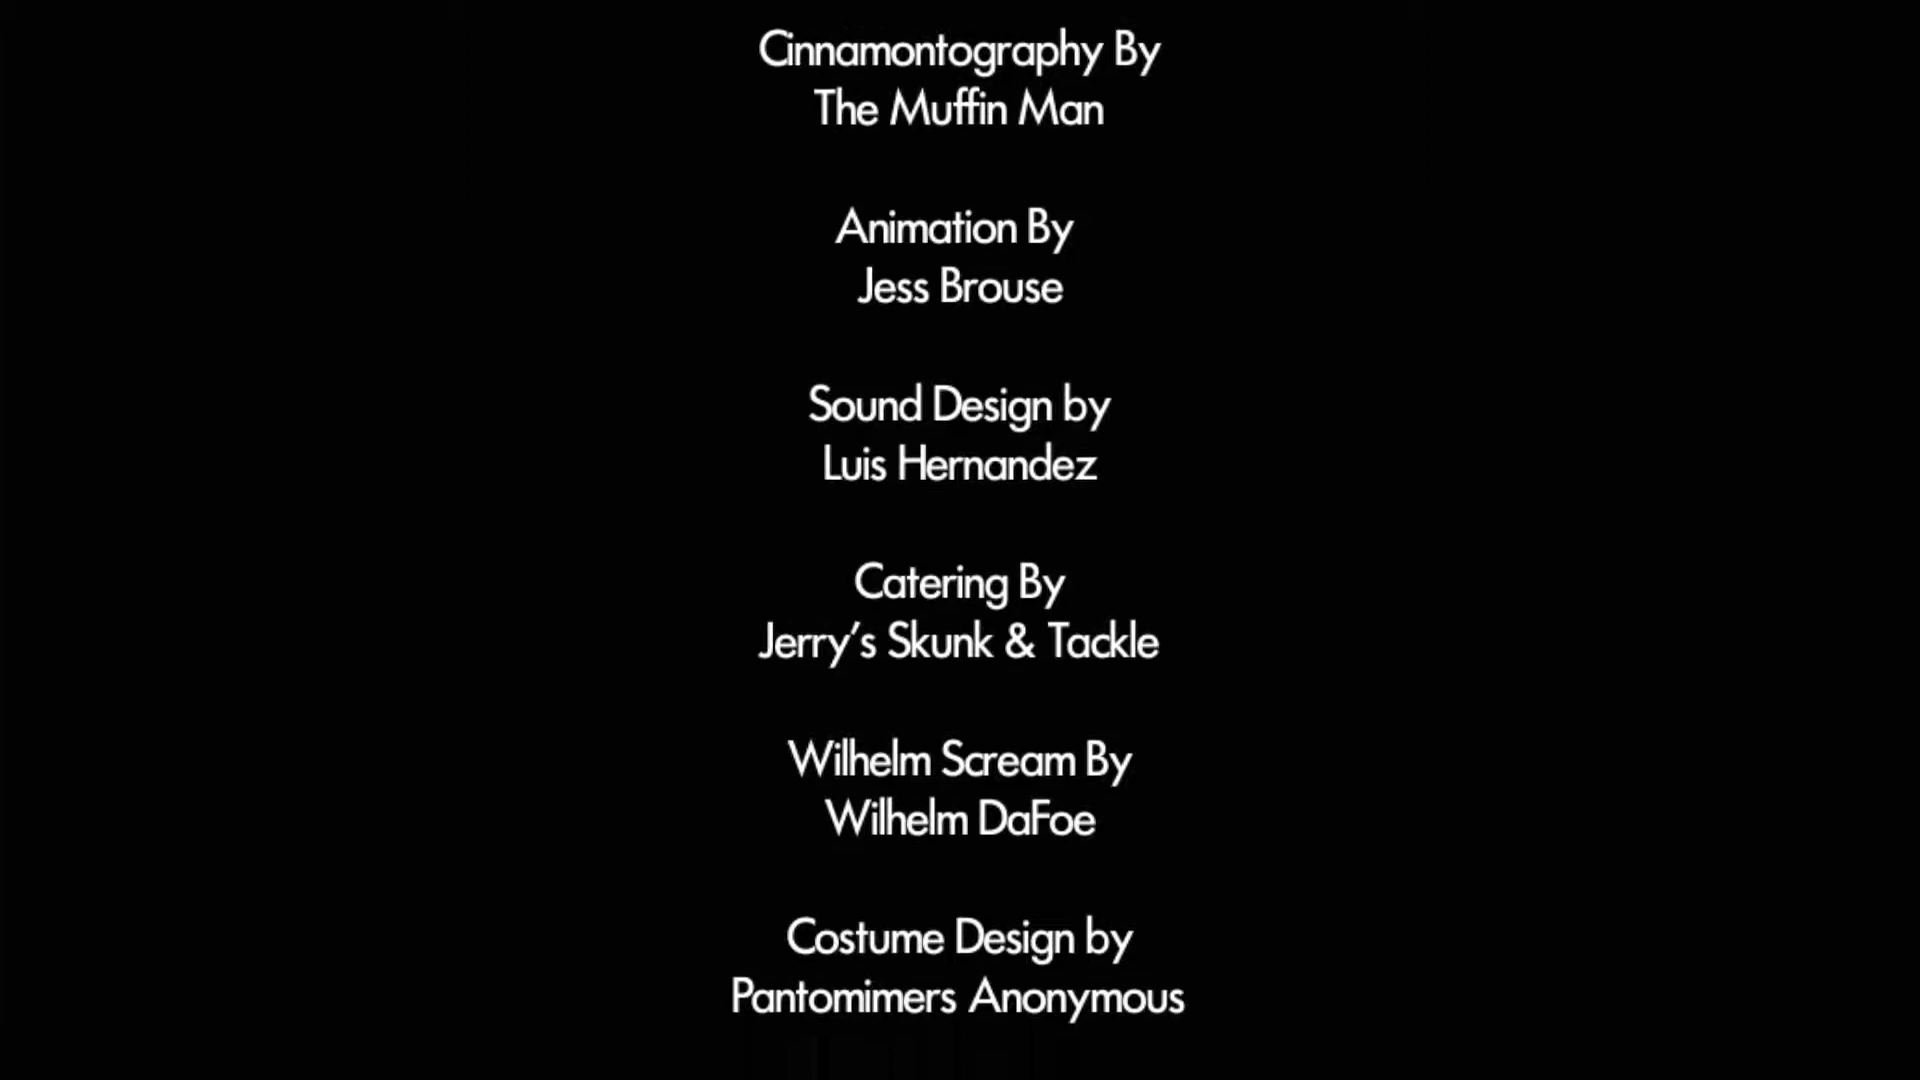 Cinnamontography By
The Muffin Man
Animation By
Jess Brouse
Sound Design by
Luis Hernandez
Catering By
Jerry’s Skunk & Tackle
Wilhelm Scream By
Wilhelm DaFoe
Costume Design by
Pantomimers Anonymous